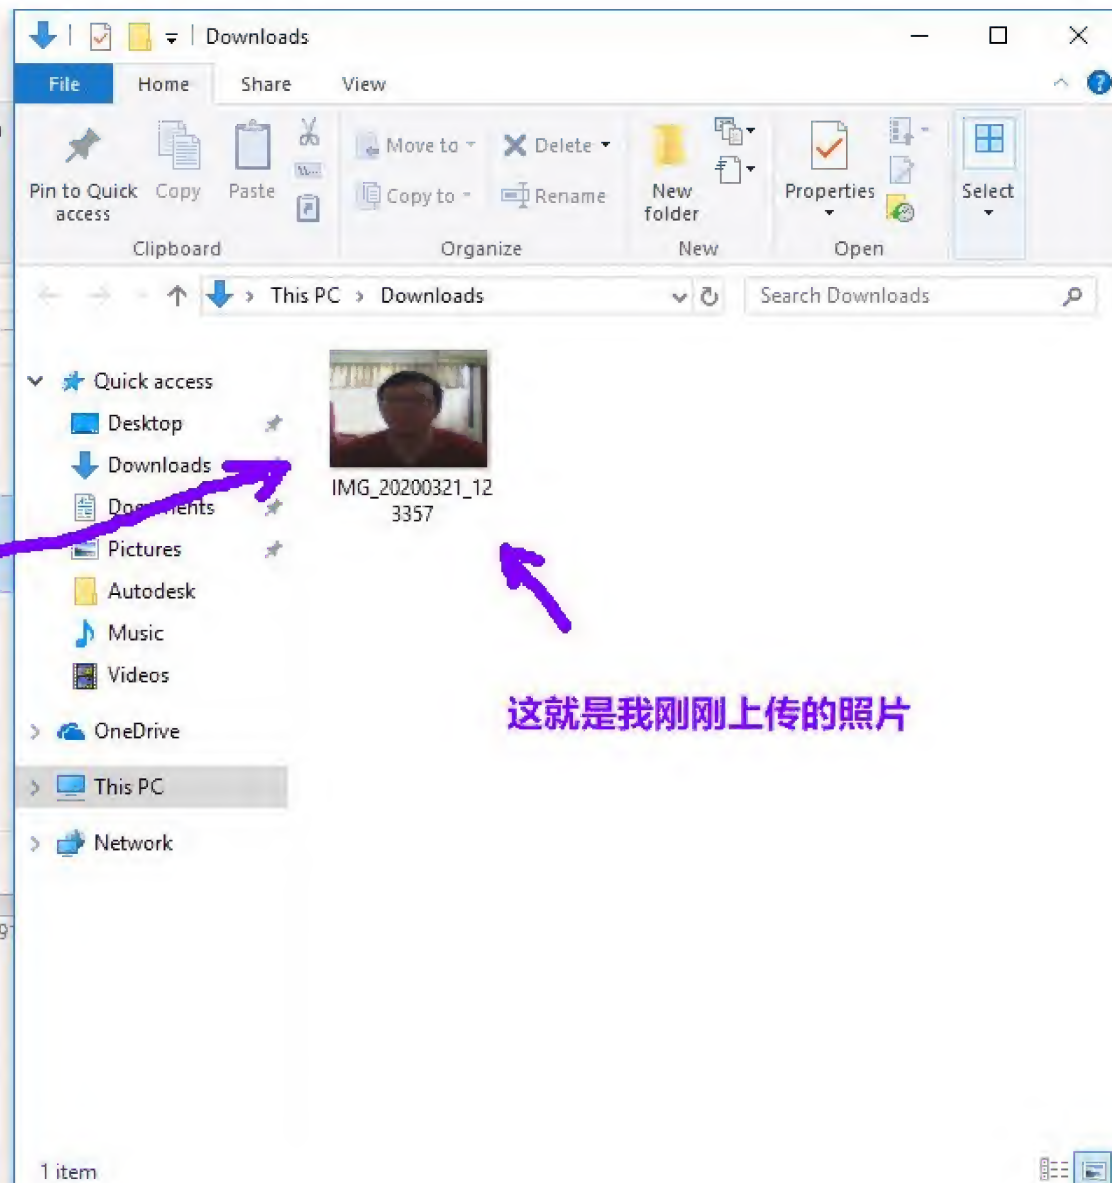 Downloads
File Home Share View
Pin to Quick access
Copy
Paste
Clipboard
Move to
Copy to
Delete
Rename
Organize
New folder
New
Properties
Open
Select
This PC > Downloads
Search Downloads
Quick access
Desktop
Downloads
Documents
Pictures
Autodesk
Music
Videos
OneDrive
This PC
Network
IMG_20200321_12
3357
这就是我刚刚上传的照片
1 item